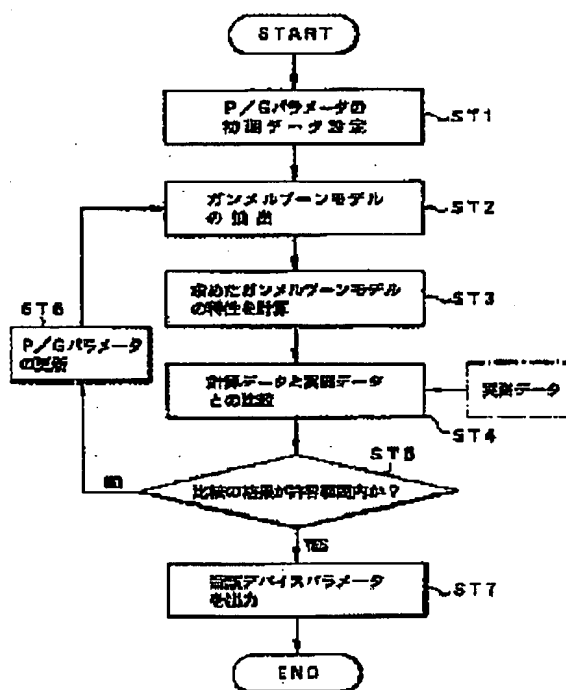 START
P/Gパラメータの
初期データ設定
ST1
ガンメルプーンモデル
の抽出
ST2
求めたガンメルプーンモデル
の特性を計算
ST3
ST6
P/Gパラメータ
の更新
計算データと実測データ
との比較
実測データ
ST4
ST5
比較の結果が許容範囲内か?
NO
YES
デバイスパラメータ
を出力
ST7
END